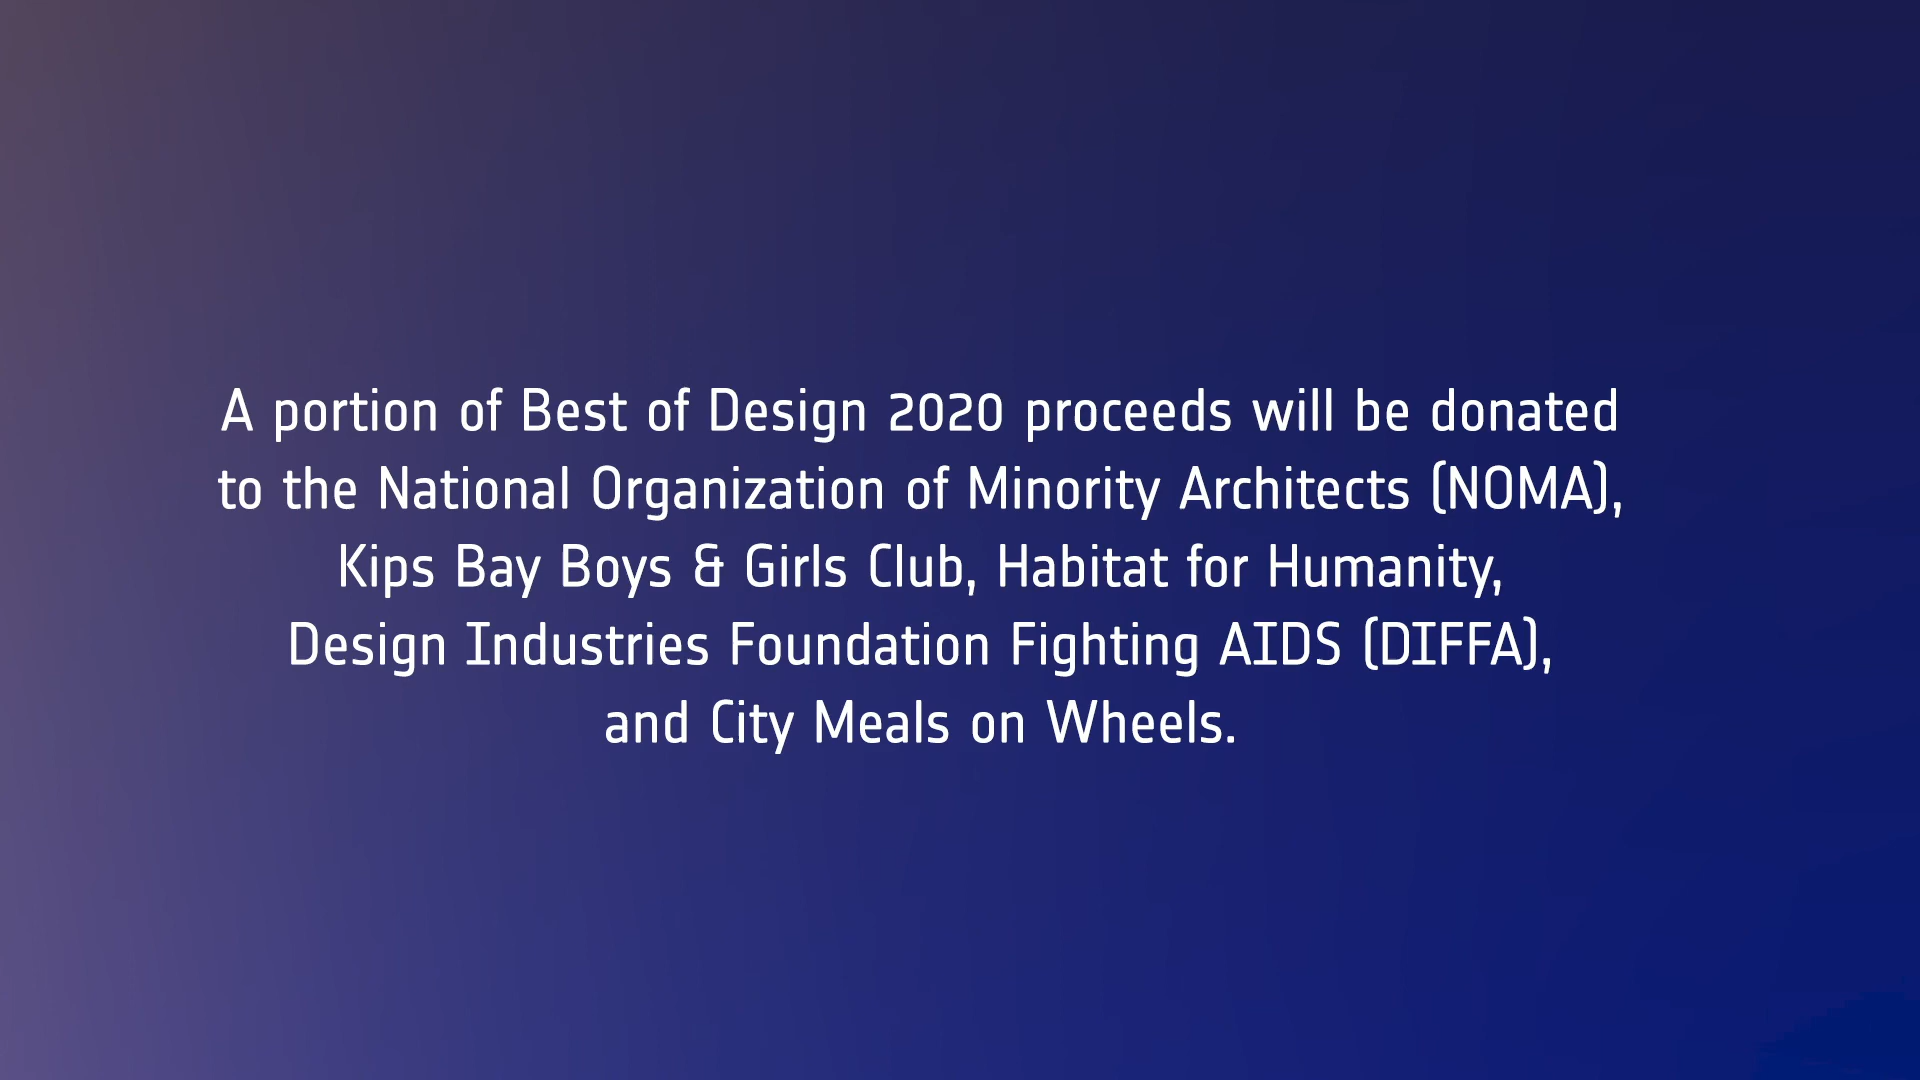 A portion of Best of Design 2020 proceeds will be donated
to the National Organization of Minority Architects (NOMA),
Kips Bay Boys & Girls Club, Habitat for Humanity,
Design Industries Foundation Fighting AIDS (DIFFA),
and City Meals on Wheels.